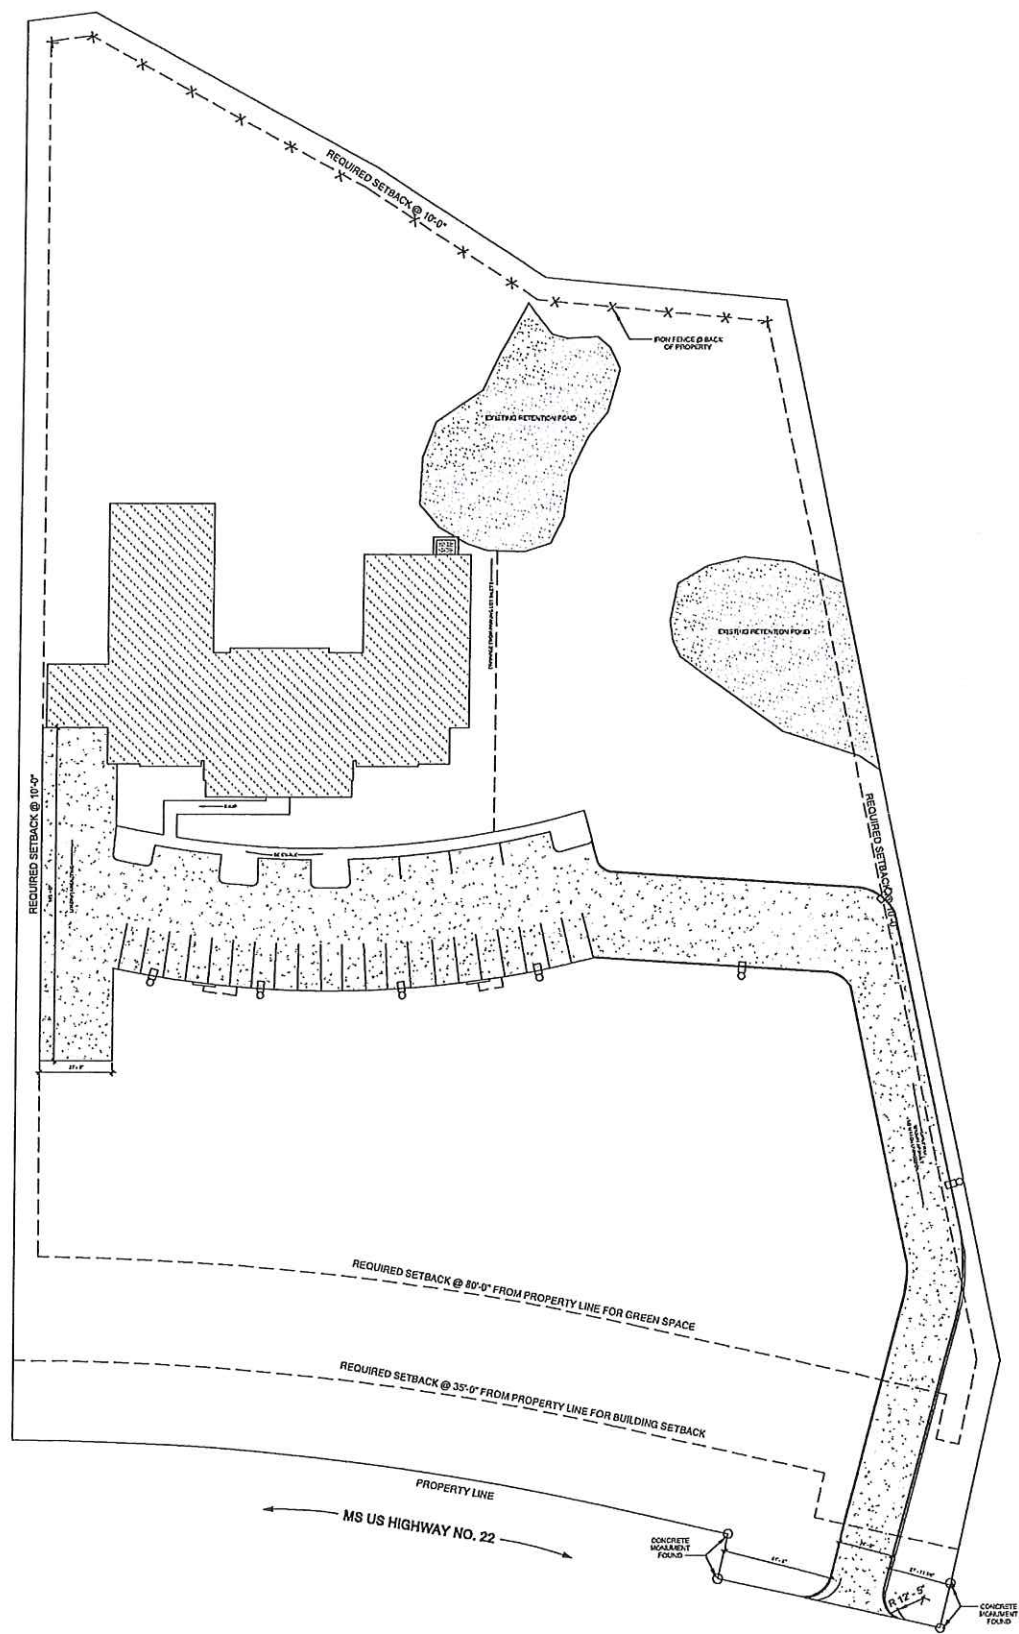 REQUIRED SETBACK @ 10'-0"
IRON FENCE @ BACK
OF PROPERTY
EXISTING RETENTION POND
EXISTING RETENTION POND
REQUIRED SETBACK @ 10'-0"
REQUIRED SETBACK @
REQUIRED SETBACK @ 80'-0" FROM PROPERTY LINE FOR GREEN SPACE
REQUIRED SETBACK @ 35'-0" FROM PROPERTY LINE FOR BUILDING SETBACK
PROPERTY LINE
MS US HIGHWAY NO. 22
CONCRETE
MONUMENT
FOUND
R 12' - 5"
CONCRETE
MONUMENT
FOUND